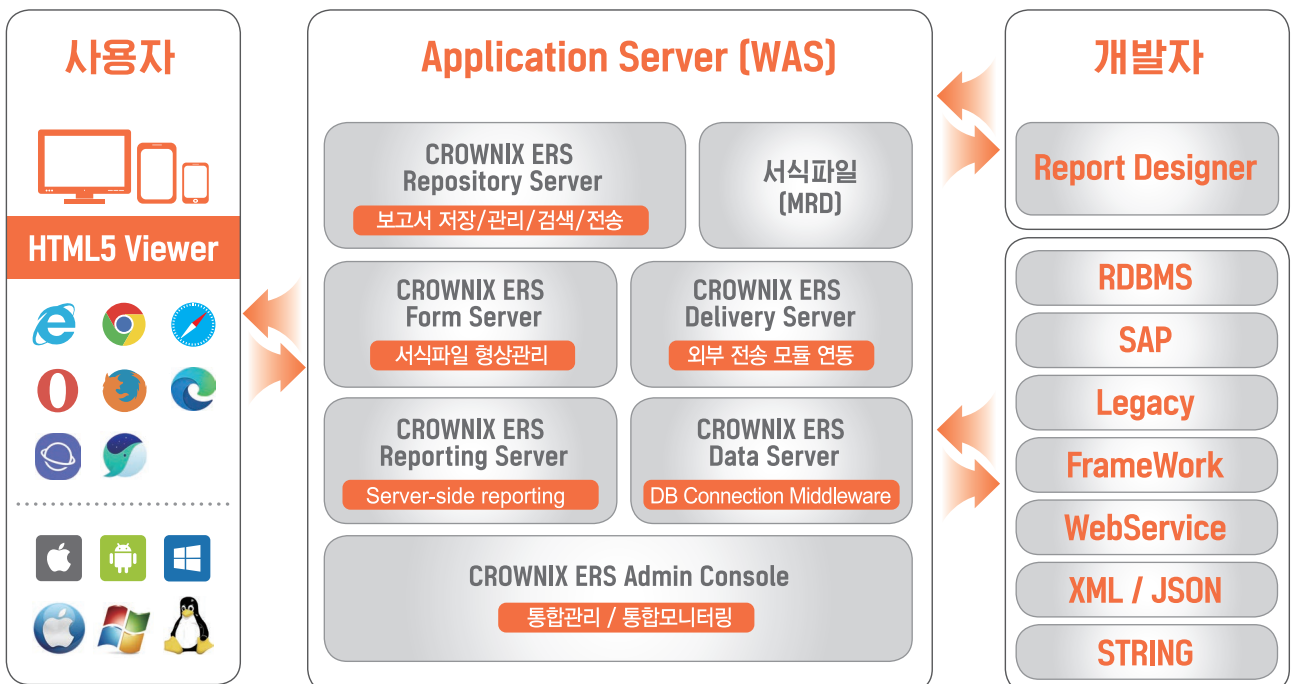 사용자
HTML5 Viewer
Application Server (WAS)
CROWNIX ERS
Repository Server
보고서 저장/관리/검색/전송
서식파일
(MRD)
CROWNIX ERS
Form Server
서식파일 형상관리
CROWNIX ERS
Delivery Server
외부 전송 모듈 연동
CROWNIX ERS
Reporting Server
Server-side reporting
CROWNIX ERS
Data Server
DB Connection Middleware
CROWNIX ERS Admin Console
통합관리 / 통합모니터링
개발자
Report Designer
RDBMS
SAP
Legacy
FrameWork
WebService
XML / JSON
STRING